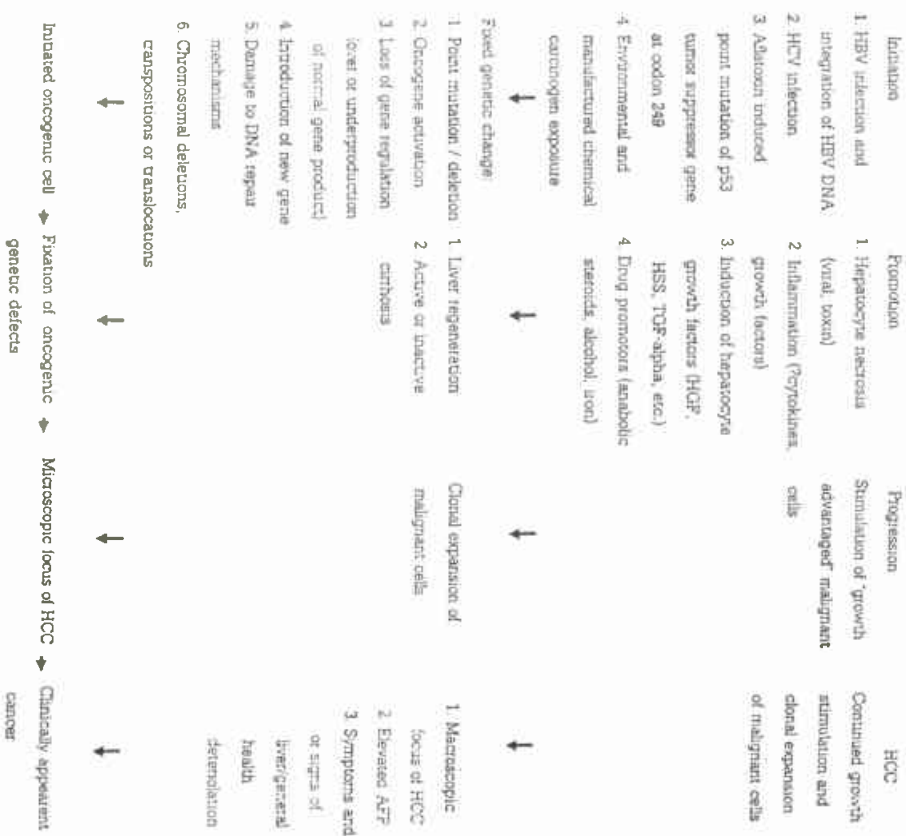 Initiation
1. HBV infection and
integration of HBV DNA
2. HCV infection
3. Aflatoxin induced
point mutation of p53
tumor suppressor gene
at codon 249
4. Environmental and
manufactured chemical
carcinogen exposure
Fixed genetic change:
1. Point mutation / deletion
2. Oncogene activation
3. Loss of gene regulation
(over or underproduction
of normal gene product)
4. Introduction of new gene
5. Damage to DNA repair
mechanisms
6. Chromosomal deletions,
transpositions or translocations
Initiated oncogenic cell
Promotion
1. Hepatocyte necrosis
(viral, toxin)
2. Inflammation (?cytokines,
growth factors)
3. Induction of hepatocyte
growth factors (HGF,
HSS, TGF-alpha, etc.)
4. Drug promotors (anabolic
steroids, alcohol, iron)
1. Liver regeneration
2. Active or inactive
cirrhosis
Fixation of oncogenic
genetic defects
Progression
Stimulation of "growth
advantaged" malignant
cells
Clonal expansion of
malignant cells
Microscopic focus of HCC
HCC
Continued growth
stimulation and
clonal expansion
of malignant cells
1. Macroscopic
focus of HCC
2. Elevated AFP
3. Symptoms and
or signs of
liver/general
health
deteriolation
Clinically appearent
cancer